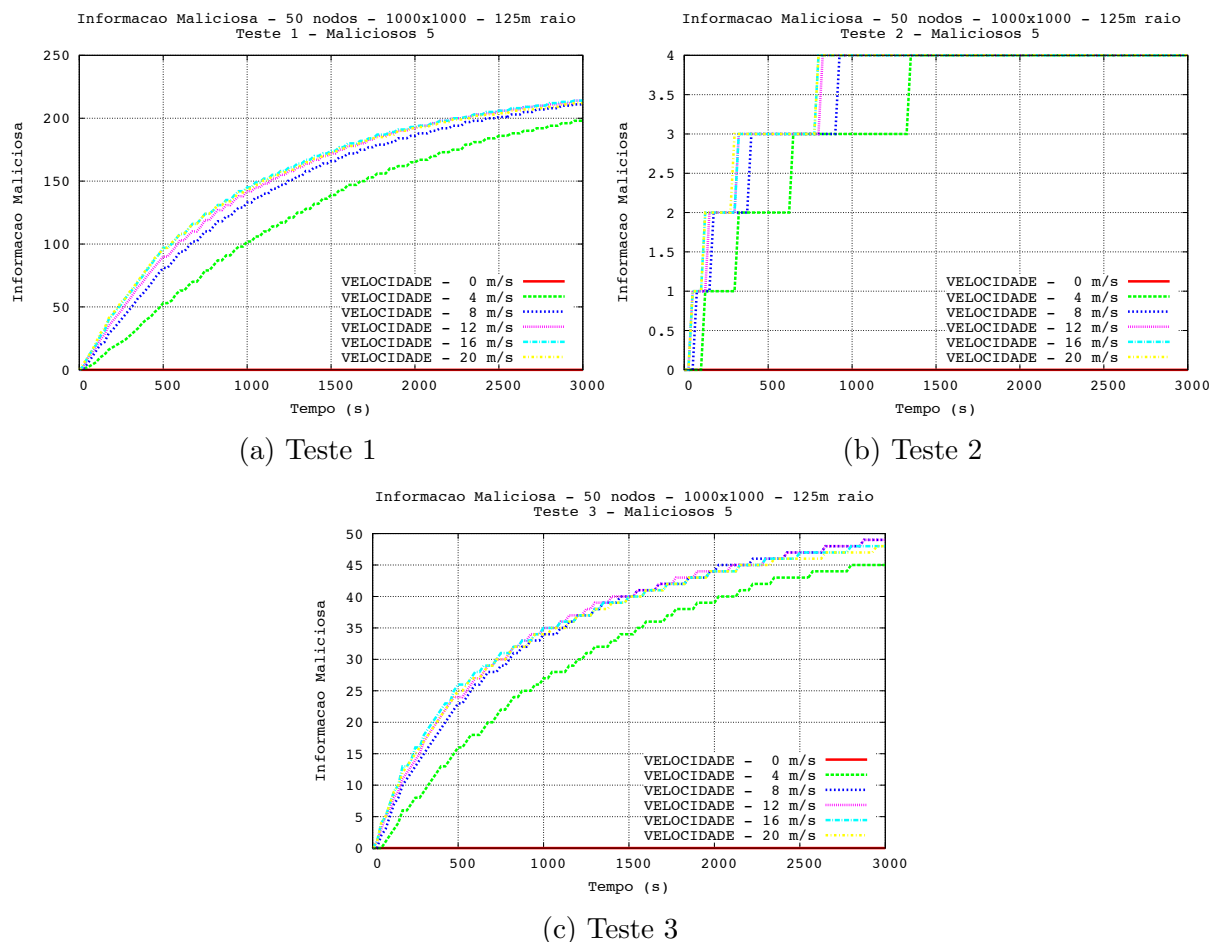 Informacao Maliciosa - 50 nodos - 1000x1000 - 125m raio
Teste 1 - Maliciosos 5
250
200
150
100
50
0
Informacao Maliciosa
VELOCIDADE - 0 m/s
VELOCIDADE - 4 m/s
VELOCIDADE - 8 m/s
VELOCIDADE - 12 m/s
VELOCIDADE - 16 m/s
VELOCIDADE - 20 m/s
0 500 1000 1500 2000 2500 3000
Tempo (s)
(a) Teste 1
Informacao Maliciosa - 50 nodos - 1000x1000 - 125m raio
Teste 2 - Maliciosos 5
4
3.5
3
2.5
2
1.5
1
0.5
0
Informacao Maliciosa
VELOCIDADE - 0 m/s
VELOCIDADE - 4 m/s
VELOCIDADE - 8 m/s
VELOCIDADE - 12 m/s
VELOCIDADE - 16 m/s
VELOCIDADE - 20 m/s
0 500 1000 1500 2000 2500 3000
Tempo (s)
(b) Teste 2
Informacao Maliciosa - 50 nodos - 1000x1000 - 125m raio
Teste 3 - Maliciosos 5
50
45
40
35
30
25
20
15
10
5
0
Informacao Maliciosa
VELOCIDADE - 0 m/s
VELOCIDADE - 4 m/s
VELOCIDADE - 8 m/s
VELOCIDADE - 12 m/s
VELOCIDADE - 16 m/s
VELOCIDADE - 20 m/s
0 500 1000 1500 2000 2500 3000
Tempo (s)
(c) Teste 3